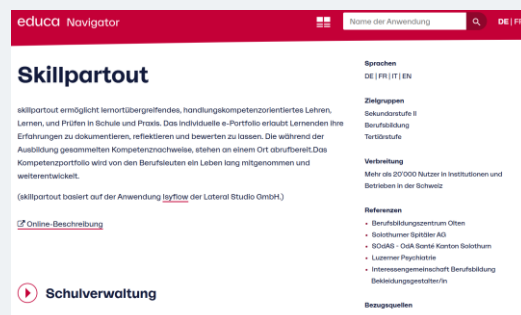 educa Navigator
Name der Anwendung
DE | FR
Skillpartout
skillpartout ermöglicht lernortübergreifendes, handlungskompetenzorientiertes Lehren,
Lernen, und Prüfen in Schule und Praxis. Das individuelle e-Portfolio erlaubt Lernenden ihre
Erfahrungen zu dokumentieren, reflektieren und bewerten zu lassen. Die während der
Ausbildung gesammelten Kompetenznachweise, stehen an einem Ort abrufbereit.Das
Kompetenzportfolio wird von den Berufsleuten ein Leben lang mitgenommen und
weiterentwickelt.
(skillpartout basiert auf der Anwendung Isyflow der Lateral Studio GmbH.)
Online-Beschreibung
Schulverwaltung
Sprachen
DE | FR | IT | EN
Zielgruppen
Sekundarstufe II
Berufsbildung
Tertiärstufe
Verbreitung
Mehr als 20'000 Nutzer in Institutionen und
Betrieben in der Schweiz
Referenzen
• Berufsbildungszentrum Olten
• Solothurner Spitäler AG
• SOdAS - OdA Santé Kanton Solothurn
• Luzerner Psychiatrie
• Interessengemeinschaft Berufsbildung
Bekleidungsgestalter/in
Bezugsquellen